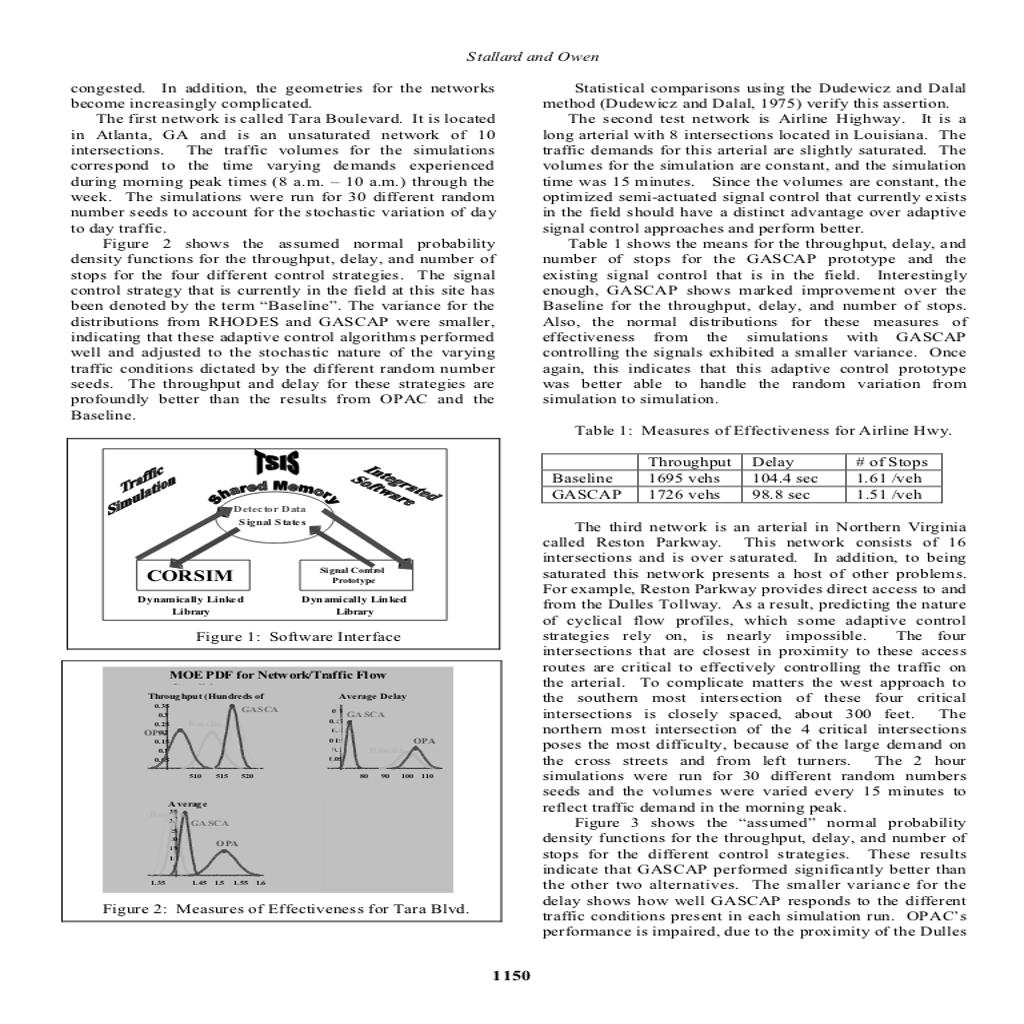 Stallard and Owen
congested. In addition, the geometries for the networks
become increasingly complicated.
The first network is called Tara Boulevard. It is located
in Atlanta, GA and is an unsaturated network of 10
intersections. The traffic volumes for the simulations
correspond to the time varying demands experienced
during morning peak times (8 a.m. – 10 a.m.) through the
week. The simulations were run for 30 different random
number seeds to account for the stochastic variation of day
to day traffic.
Figure 2 shows the assumed normal probability
density functions for the throughput, delay, and number of
stops for the four different control strategies. The signal
control strategy that is currently in the field at this site has
been denoted by the term “Baseline”. The variance for the
distributions from RHODES and GASCAP were smaller,
indicating that these adaptive control algorithms performed
well and adjusted to the stochastic nature of the varying
traffic conditions dictated by the different random number
seeds. The throughput and delay for these strategies are
profoundly better than the results from OPAC and the
Baseline.
TSIS
Traffic
Simulation
Integrated
Software
Shared Memory
Detector Data
Signal States
CORSIM
Signal Control
Prototype
Dynamically Linked
Library
Dynamically Linked
Library
Figure 1: Software Interface
MOE PDF for Network/Traffic Flow
Throughput (Hundreds of
GASCA
510 515 520
Average Delay
GASCA
OPA
80 90 100 110
Average
GASCA
OPA
1.35 1.45 1.5 1.55 1.6
Figure 2: Measures of Effectiveness for Tara Blvd.
Statistical comparisons using the Dudewicz and Dalal
method (Dudewicz and Dalal, 1975) verify this assertion.
The second test network is Airline Highway. It is a
long arterial with 8 intersections located in Louisiana. The
traffic demands for this arterial are slightly saturated. The
volumes for the simulation are constant, and the simulation
time was 15 minutes. Since the volumes are constant, the
optimized semi-actuated signal control that currently exists
in the field should have a distinct advantage over adaptive
signal control approaches and perform better.
Table 1 shows the means for the throughput, delay, and
number of stops for the GASCAP prototype and the
existing signal control that is in the field. Interestingly
enough, GASCAP shows marked improvement over the
Baseline for the throughput, delay, and number of stops.
Also, the normal distributions for these measures of
effectiveness from the simulations with GASCAP
controlling the signals exhibited a smaller variance. Once
again, this indicates that this adaptive control prototype
was better able to handle the random variation from
simulation to simulation.
Table 1: Measures of Effectiveness for Airline Hwy.
Throughput Delay # of Stops
Baseline 1695 vehs 104.4 sec 1.61 /veh
GASCAP 1726 vehs 98.8 sec 1.51 /veh
The third network is an arterial in Northern Virginia
called Reston Parkway. This network consists of 16
intersections and is over saturated. In addition, to being
saturated this network presents a host of other problems.
For example, Reston Parkway provides direct access to and
from the Dulles Tollway. As a result, predicting the nature
of cyclical flow profiles, which some adaptive control
strategies rely on, is nearly impossible. The four
intersections that are closest in proximity to these access
routes are critical to effectively controlling the traffic on
the arterial. To complicate matters the west approach to
the southern most intersection of these four critical
intersections is closely spaced, about 300 feet. The
northern most intersection of the 4 critical intersections
poses the most difficulty, because of the large demand on
the cross streets and from left turners. The 2 hour
simulations were run for 30 different random numbers
seeds and the volumes were varied every 15 minutes to
reflect traffic demand in the morning peak.
Figure 3 shows the “assumed” normal probability
density functions for the throughput, delay, and number of
stops for the different control strategies. These results
indicate that GASCAP performed significantly better than
the other two alternatives. The smaller variance for the
delay shows how well GASCAP responds to the different
traffic conditions present in each simulation run. OPAC’s
performance is impaired, due to the proximity of the Dulles
1150